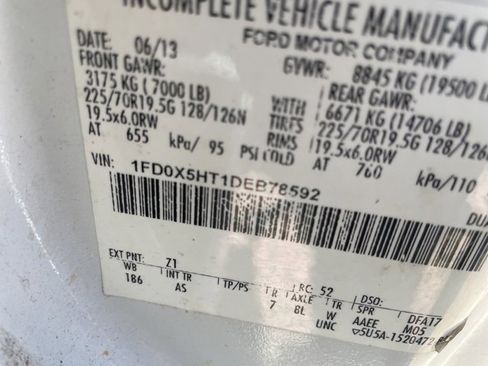 INCOMPLETE VEHICLE MANUFAC
FORD MOTOR COMPANY
DATE: 06/13 GVWR: 8845 KG (19500 L
FRONT GAWR: REAR GAWR:
3175 KG (7000 LB) WITH 6671 KG (14706 LB)
225/70R19.5G 128/126N TIRES 225/70R19.5G 128/126
19.5x6.0RW RIMS 19.5x6.0RW
AT 655 kPa/ 95 PSI COLD AT 760 kPa/110
VIN: 1FD0X5HT1DEB78592
DUA
EXT PNT: Z1 RC: 52 DSO:
WB INT TR TP/PS R AXLE TR SPR DFA17
186 AS 7 BL W AAEE M05
UNC ▽5U5A-1520472